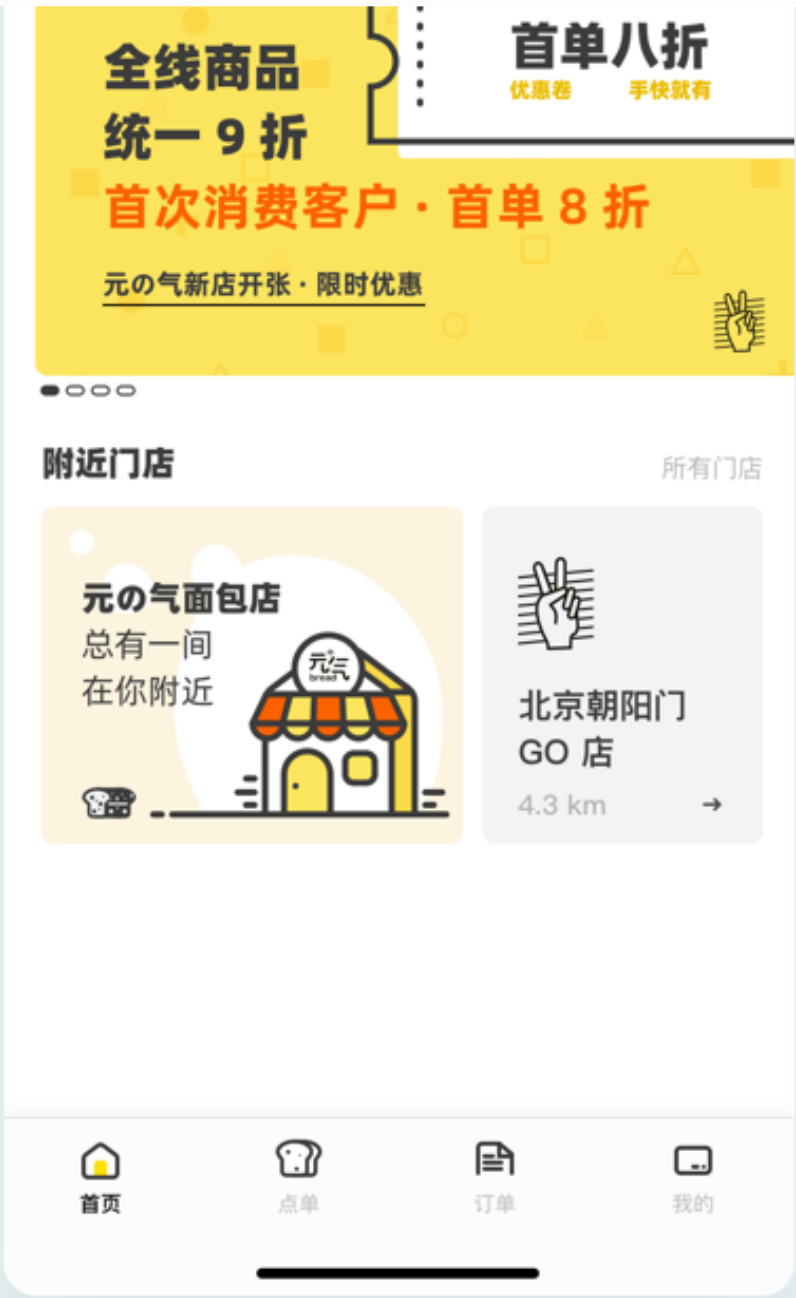 全线商品
统一 9 折
首次消费客户 · 首单 8 折
元の气新店开张 · 限时优惠
首单八折
优惠卷 手快就有
附近门店
所有门店
元の气面包店
总有一间
在你附近
元气
bread
北京朝阳门
GO 店
4.3 km
首页
点单
订单
我的